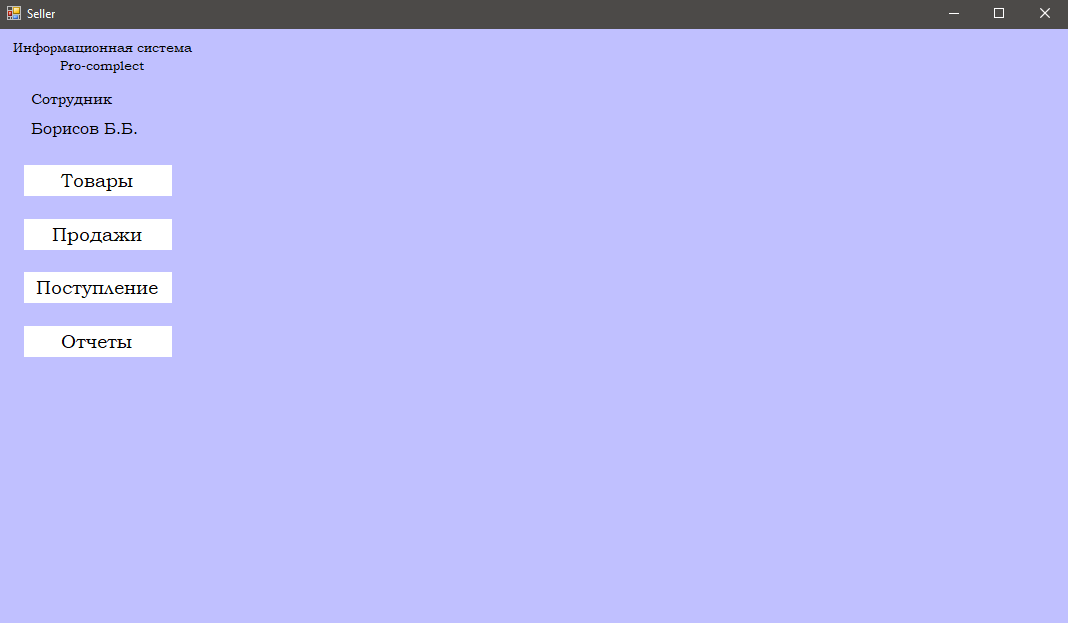 Seller
Информационная система
Pro-complect
Сотрудник
Борисов Б.Б.
Товары
Продажи
Поступление
Отчеты